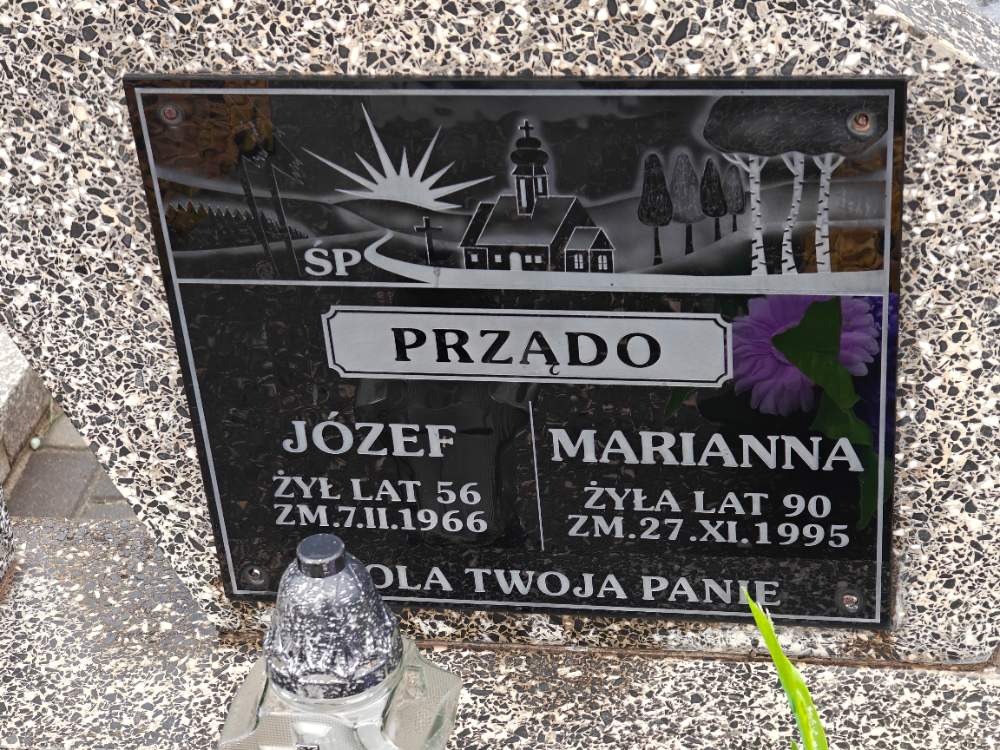 ŚP
PRZĄDO
JÓZEF
ŻYŁ LAT 56
ZM.7.II.1966
MARIANNA
ŻYŁA LAT 90
ZM.27.XI.1995
OLA TWOJA PANIE